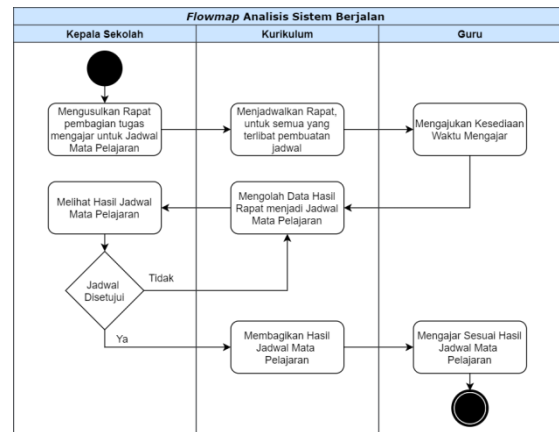 Flowmap Analisis Sistem Berjalan
Kepala Sekolah
Kurikulum
Guru
Mengusulkan Rapat
pembagian tugas
mengajar untuk Jadwal
Mata Pelajaran
Menjadwalkan Rapat,
untuk semua yang
terlibat pembuatan
jadwal
Mengajukan Kesediaan
Waktu Mengajar
Melihat Hasil Jadwal
Mata Pelajaran
Mengolah Data Hasil
Rapat menjadi Jadwal
Mata Pelajaran
Jadwal
Disetujui
Tidak
Ya
Membagikan Hasil
Jadwal Mata
Pelajaran
Mengajar Sesuai Hasil
Jadwal Mata
Pelajaran